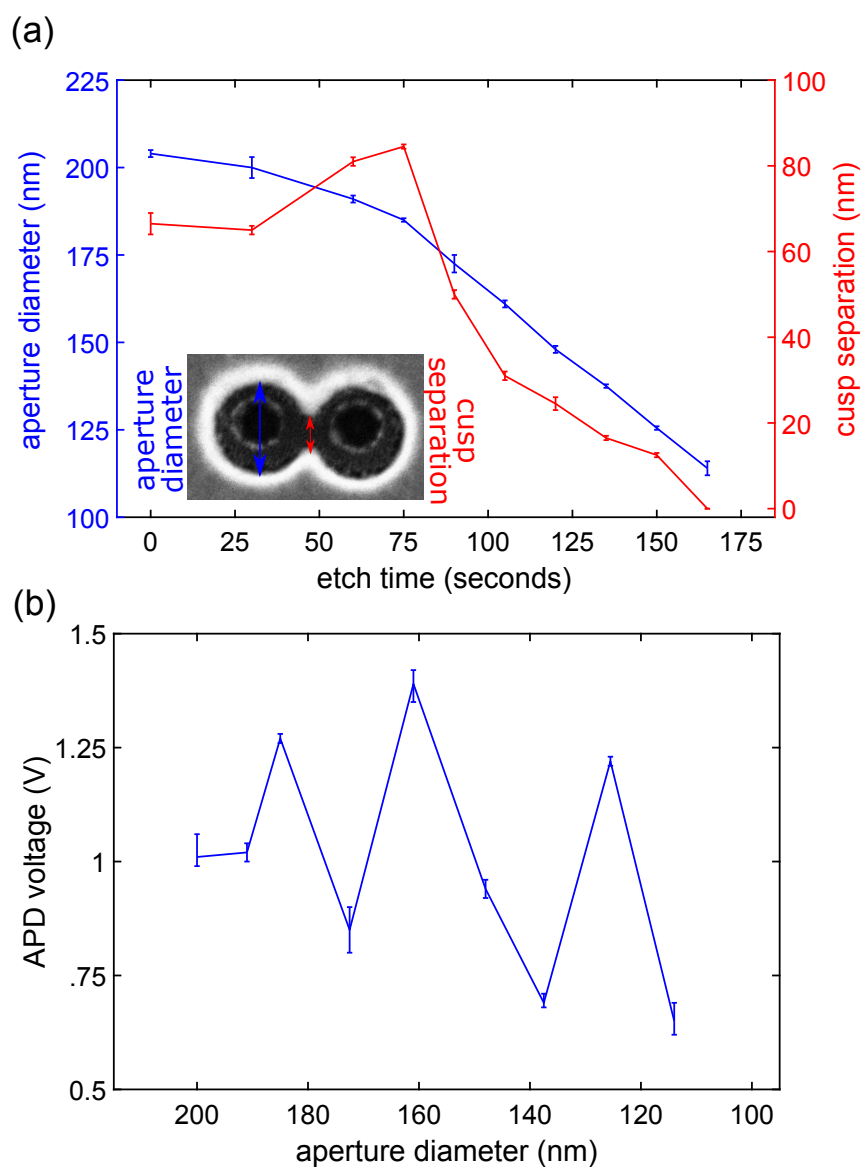 (a)
225
200
175
150
125
100
aperture diameter (nm)
100
80
60
40
20
0
cusp separation (nm)
aperture
diameter
cusp
separation
0
25
50
75
100
125
150
175
etch time (seconds)
(b)
1.5
1.25
1
.75
0.5
APD voltage (V)
200
180
160
140
120
100
aperture diameter (nm)